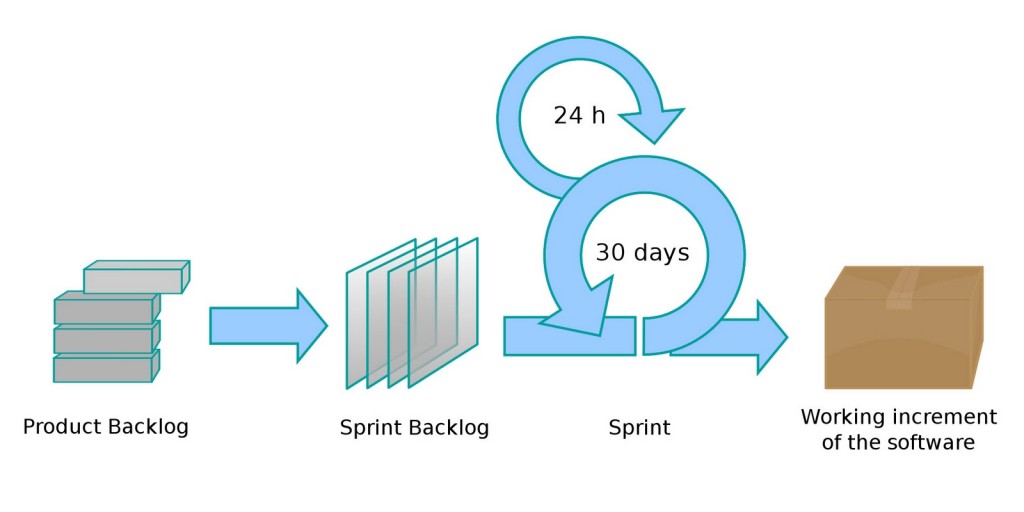 24 h
30 days
Product Backlog
Sprint Backlog
Sprint
Working increment
of the software